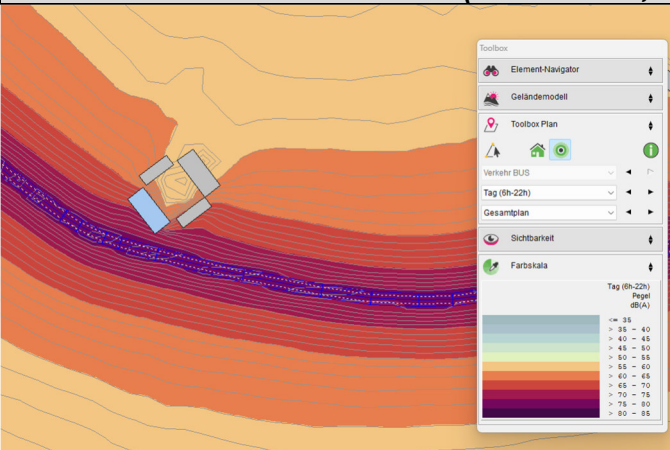 Toolbox
Element-Navigator
Geländemodell
Toolbox Plan
Verkehr BUS
Tag (6h-22h)
Gesamtplan
Sichtbarkeit
Farbskala
Tag (6h-22h)
Pegel
dB(A)
<= 35
> 35 - 40
> 40 - 45
> 45 - 50
> 50 - 55
> 55 - 60
> 60 - 65
> 65 - 70
> 70 - 75
> 75 - 80
> 80 - 85